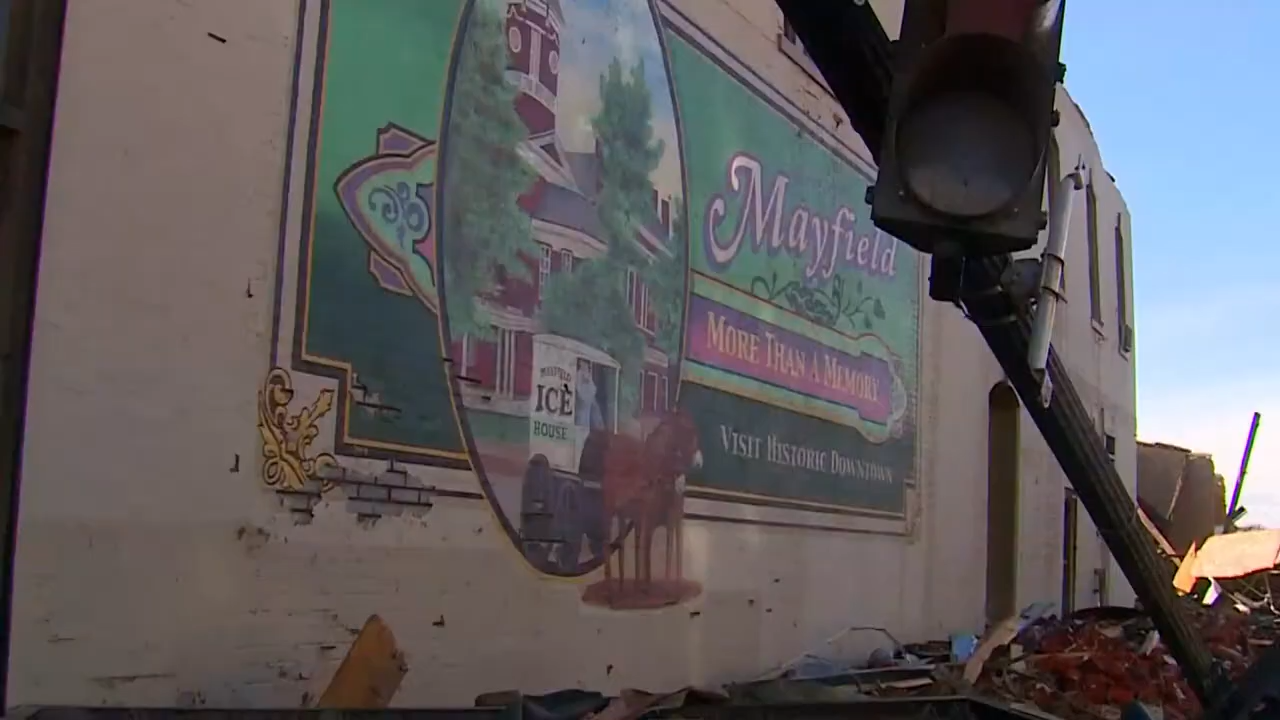 Mayfield
MORE THAN A MEMORY
VISIT HISTORIC DOWNTOWN
MAYFIELD
ICE
HOUSE